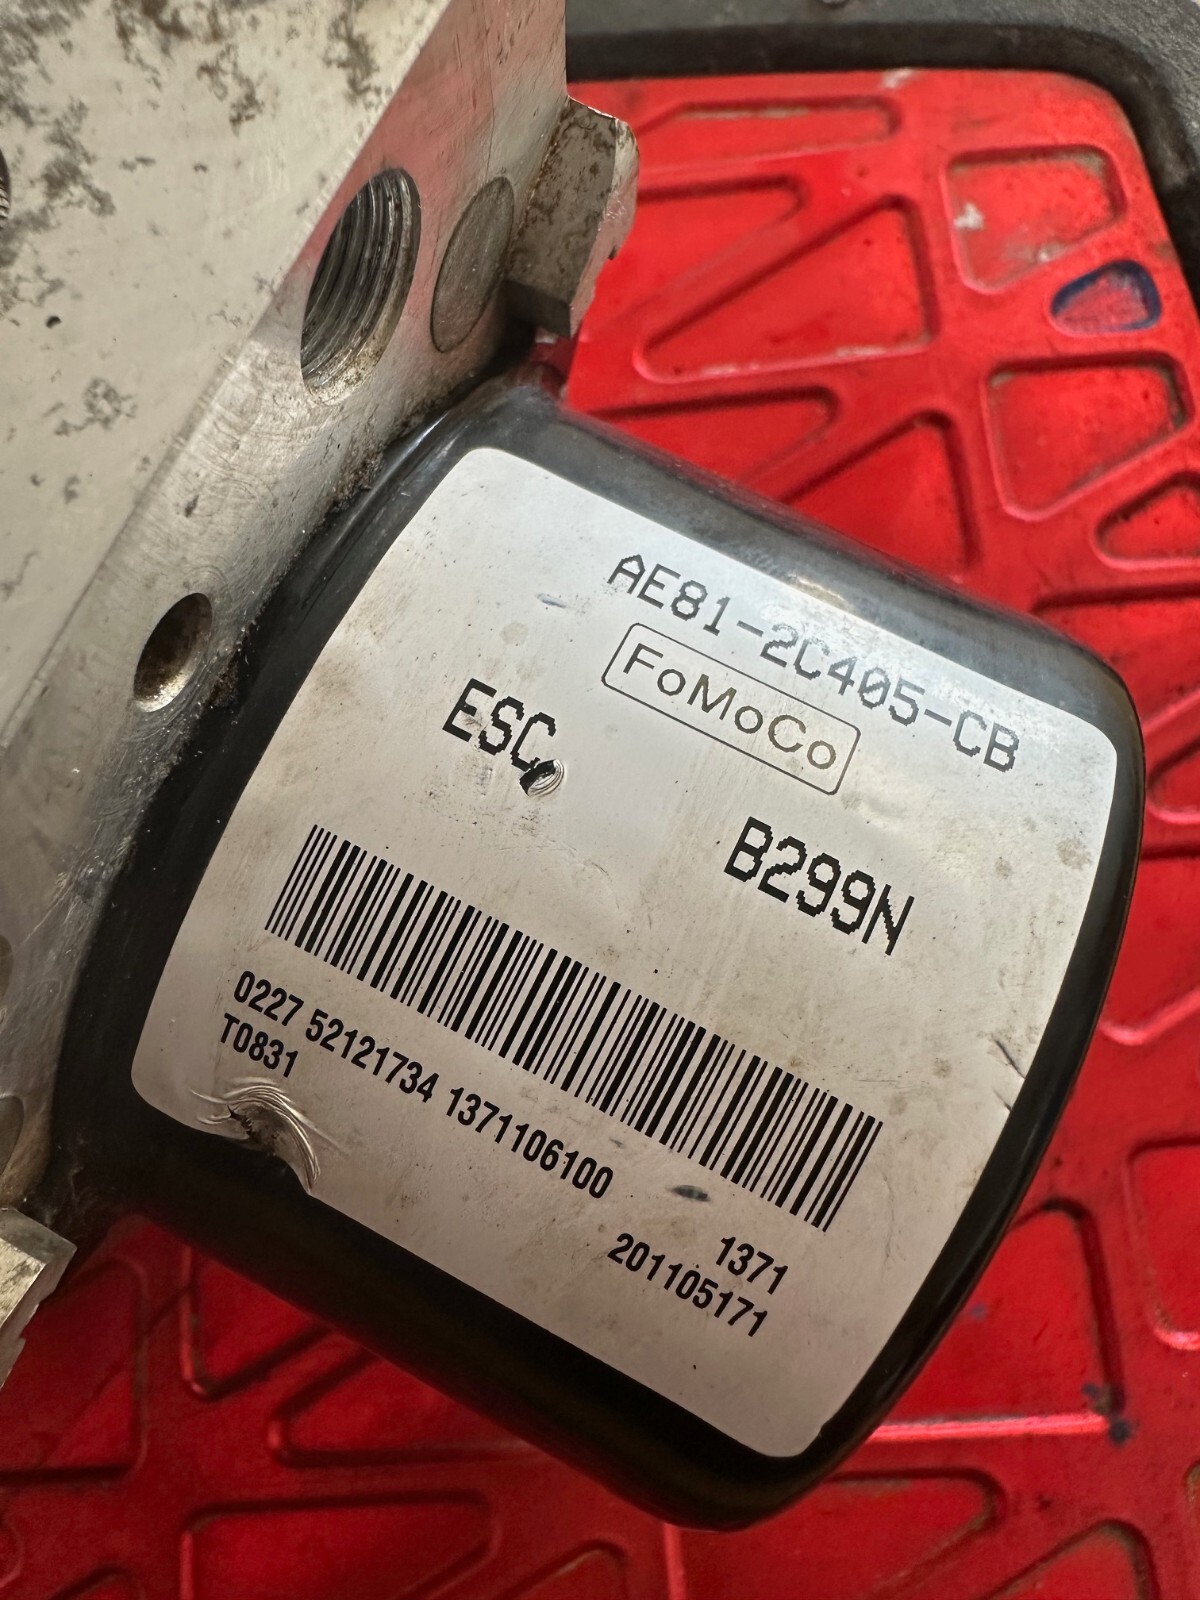 AE81-2C405-CB
FoMoCo
ESC
B299N
0227 52121734 1371106100
T0831
1371
201105171